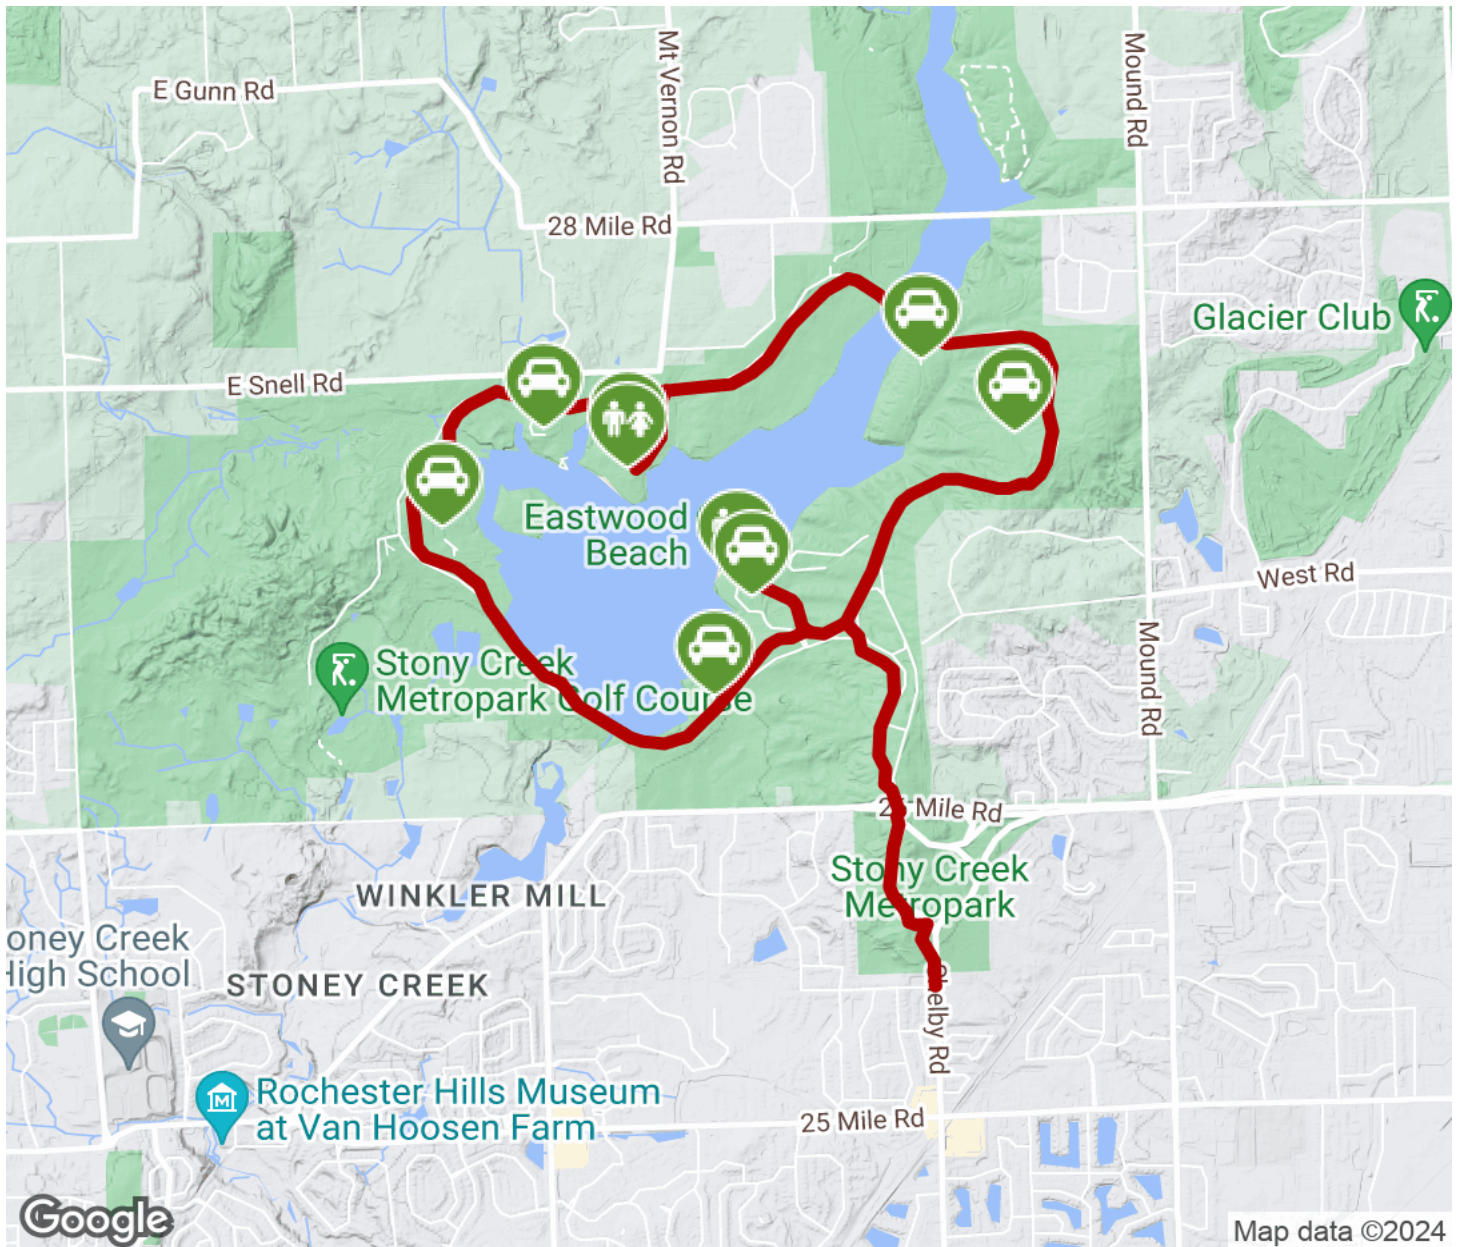 Mt Vernon Rd
Mound Rd
E Gunn Rd
28 Mile Rd
Glacier Club
E Snell Rd
Eastwood
Beach
West Rd
Stony Creek
Metropark Golf Course
Mound Rd
Mile Rd
Stony Creek
Metropark
WINKLER MILL
oney Creek
High School
STONEY CREEK
Shelby Rd
Rochester Hills Museum
at Van Hoosen Farm
M
25 Mile Rd
Google
Map data ©2024